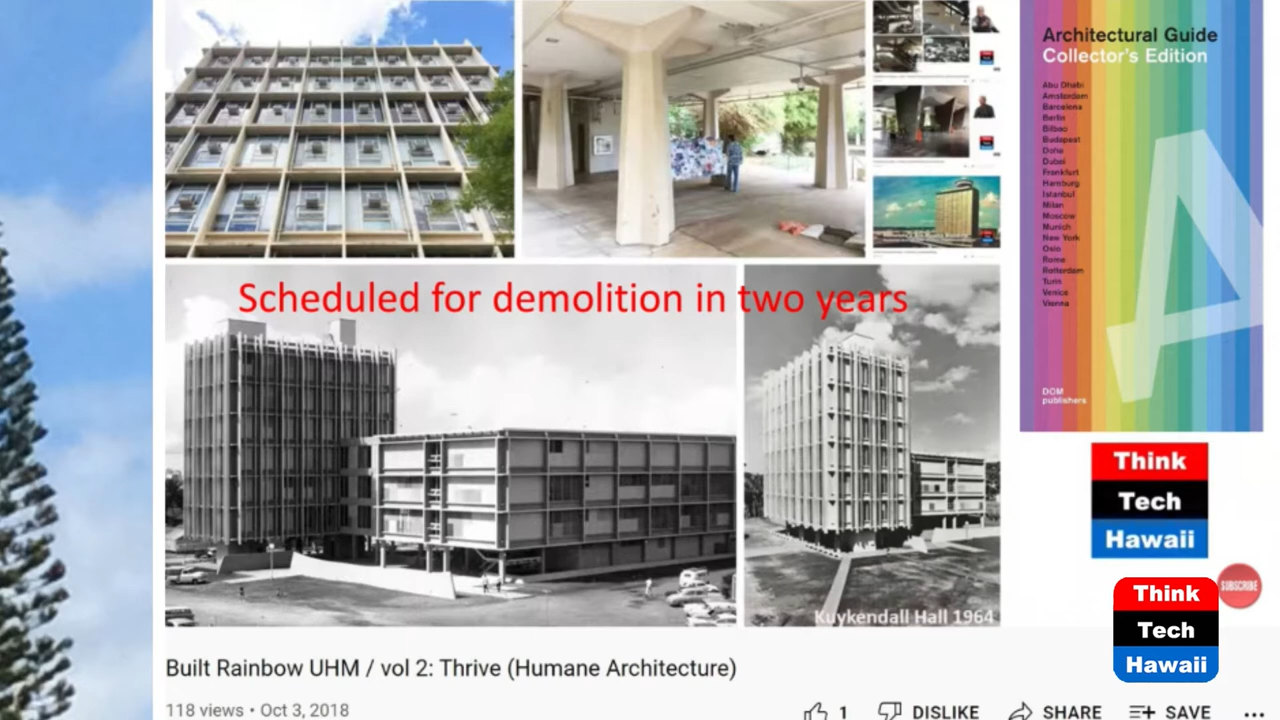 Architectural Guide
Collector's Edition
Abu Dhabi
Amsterdam
Barcelona
Berlin
Bilbao
Budapest
Doha
Dubai
Frankfurt
Hamburg
Istanbul
Milan
Moscow
Munich
New York
Oslo
Rome
Rotterdam
Turin
Venice
Vienna
A
DOM
publishers
Scheduled for demolition in two years
Kuykendall Hall 1964
Think
Tech
Hawaii
SUBSCRIBE
Think
Tech
Hawaii
Built Rainbow UHM / vol 2: Thrive (Humane Architecture)
118 views • Oct 3, 2018
1 DISLIKE SHARE SAVE ...